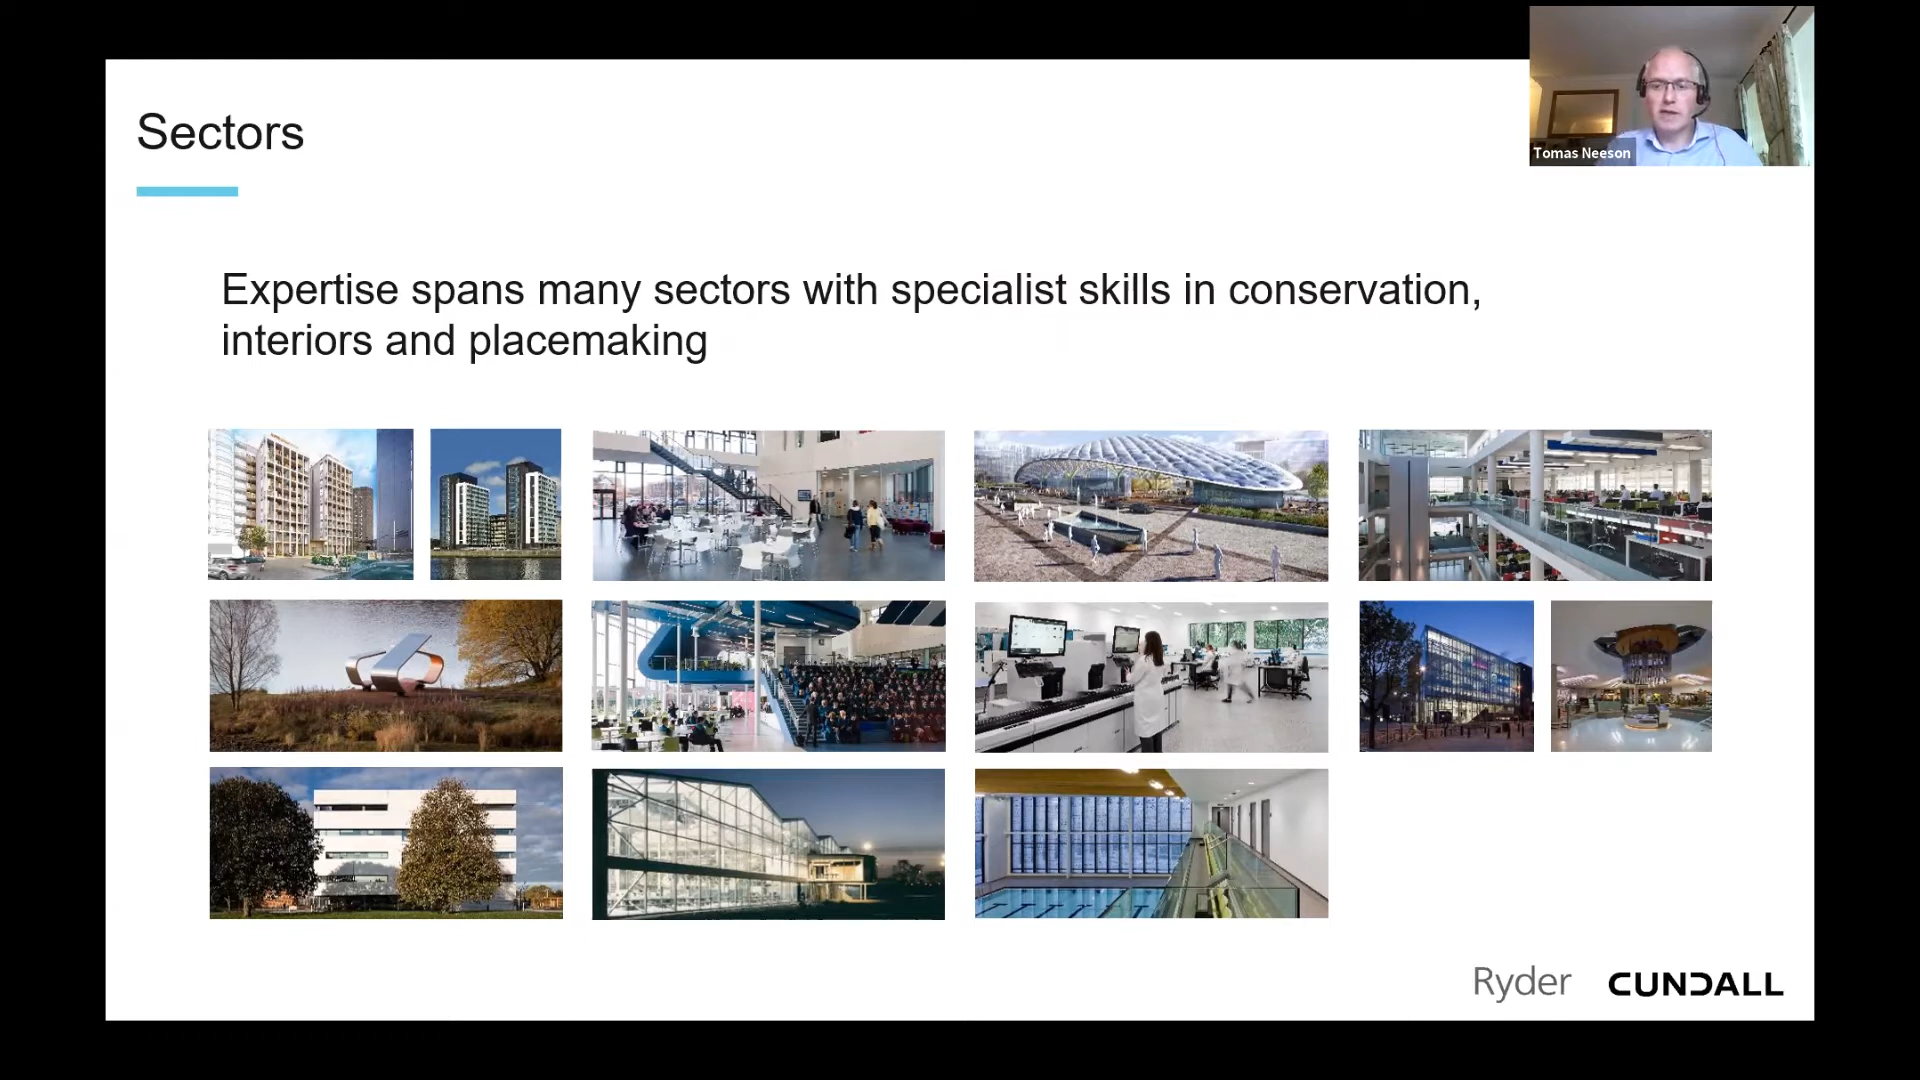 Sectors
Tomas Neeson
Expertise spans many sectors with specialist skills in conservation,
interiors and placemaking
Ryder
CUNDALL